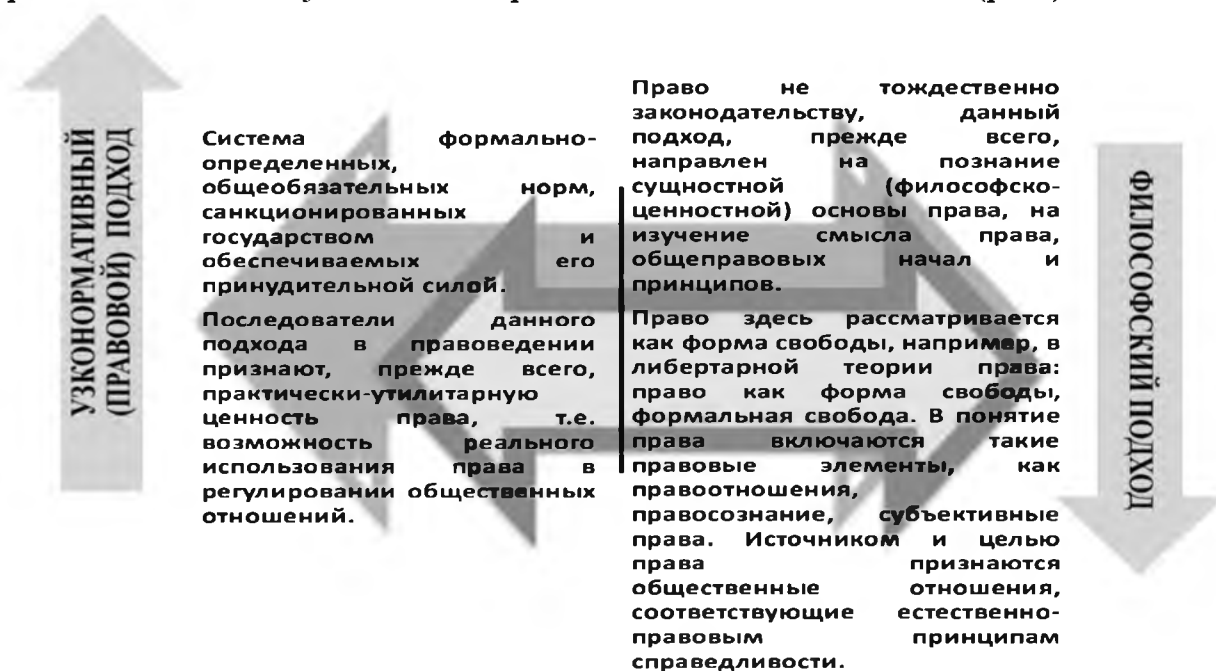 УЗКОНОРМАТИВНЫЙ
(ПРАВОВОЙ) ПОДХОД
Система формально-
определенных,
общеобязательных норм,
санкционированных
государством и
обеспечиваемых его
принудительной силой.
Последователи данного
подхода в правоведении
признают, прежде всего,
практически-утилитарную
ценность права, т.е.
возможность реального
использования права в
регулировании общественных
отношений.
Право не тождественно
законодательству, данный
подход, прежде всего,
направлен на познание
сущностной (философско-
ценностной) основы права, на
изучение смысла права,
общеправовых начал и
принципов.
Право здесь рассматривается
как форма свободы, например, в
либертарной теории права:
право как форма свободы,
формальная свобода. В понятие
права включаются такие
правовые элементы, как
правоотношения,
правосознание, субъективные
права. Источником и целью
права признаются
общественные отношения,
соответствующие естественно-
правовым принципам
справедливости.
ФИЛОСОФСКИЙ ПОДХОД